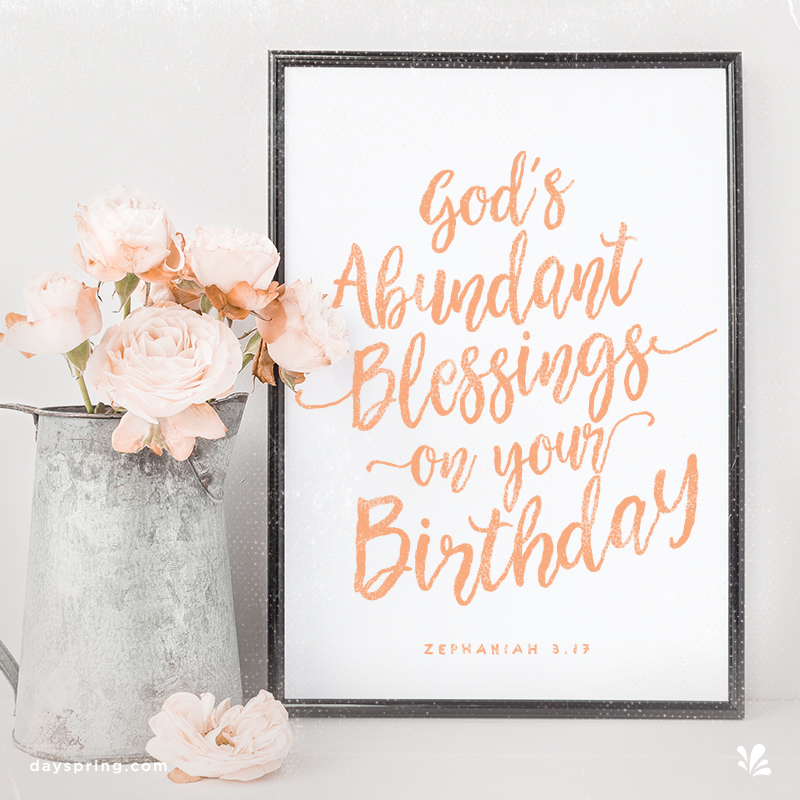 God's
Abundant
Blessings
on your
Birthday
ZEPHANIAH 3.17
dayspring.com